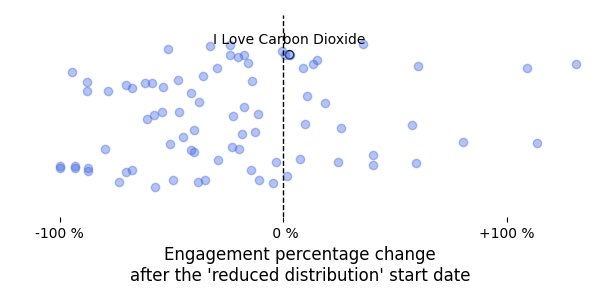 I Love Carbon Dioxide
-100 %
0 %
+100 %
Engagement percentage change
after the 'reduced distribution' start date